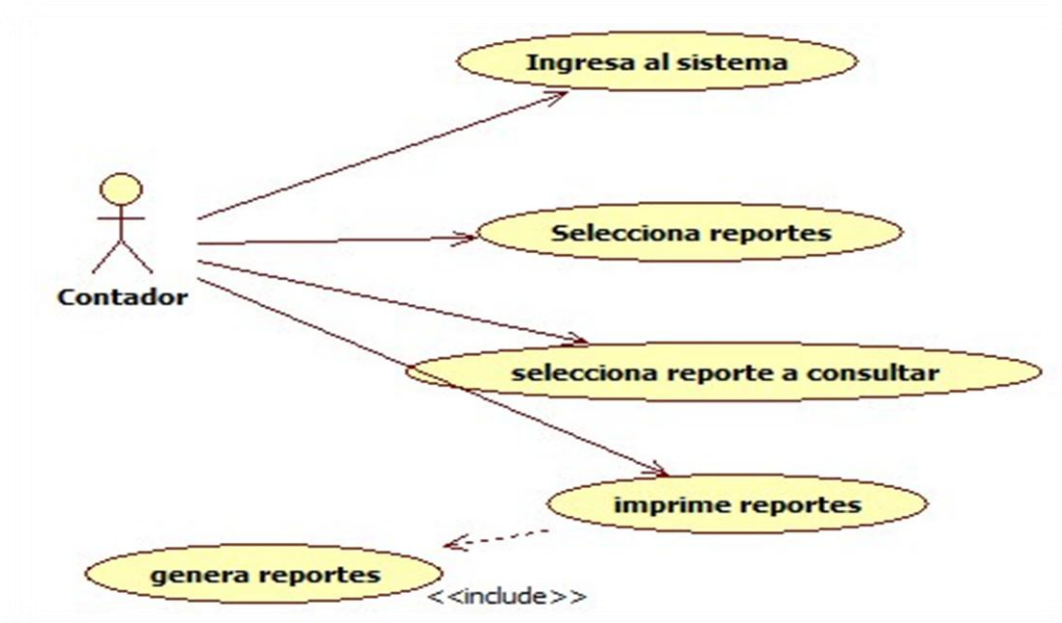 Ingresa al sistema
Selecciona reportes
Contador
selecciona reporte a consultar
imprime reportes
genera reportes
<<include>>